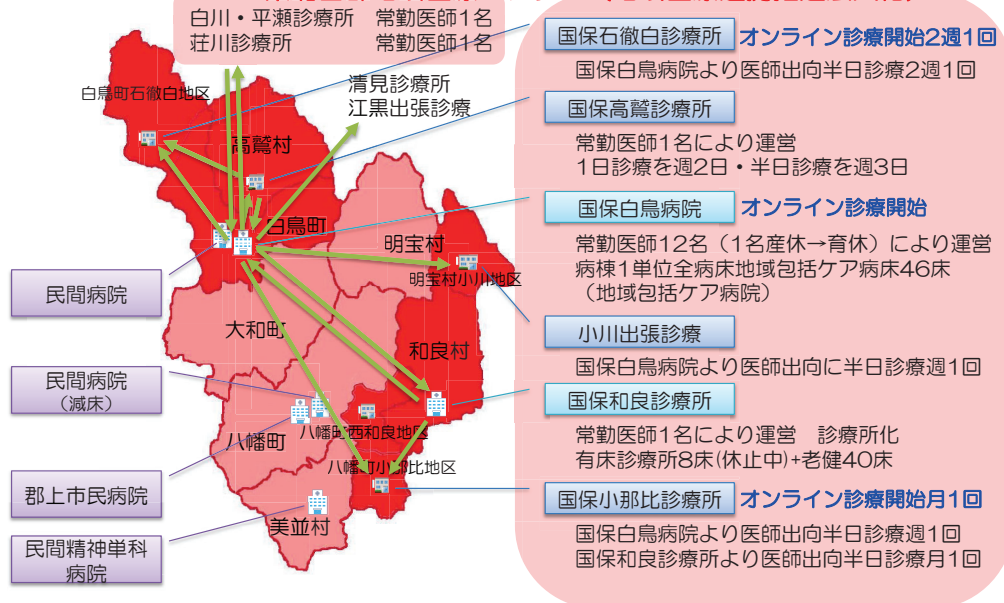 白川・平瀬診療所 常勤医師1名
荘川診療所 常勤医師1名
清見診療所
江黒出張診療
白鳥町石徹白地区
高鷲村
白鳥町
明宝村
明宝村小川地区
大和町
和良村
八幡町西和良地区
八幡町
八幡町小那比地区
美並村
民間病院
民間病院
（減床）
郡上市民病院
民間精神単科
病院
国保石徹白診療所 オンライン診療開始2週1回
国保白鳥病院より医師出向半日診療2週1回
国保高鷲診療所
常勤医師1名により運営
1日診療を週2日・半日診療を週3日
国保白鳥病院 オンライン診療開始
常勤医師12名（1名産休→育休）により運営
病棟1単位全病床地域包括ケア病床46床
（地域包括ケア病院）
小川出張診療
国保白鳥病院より医師出向に半日診療週1回
国保和良診療所
常勤医師1名により運営 診療所化
有床診療所8床(休止中)+老健40床
国保小那比診療所 オンライン診療開始月1回
国保白鳥病院より医師出向半日診療週1回
国保和良診療所より医師出向半日診療月1回